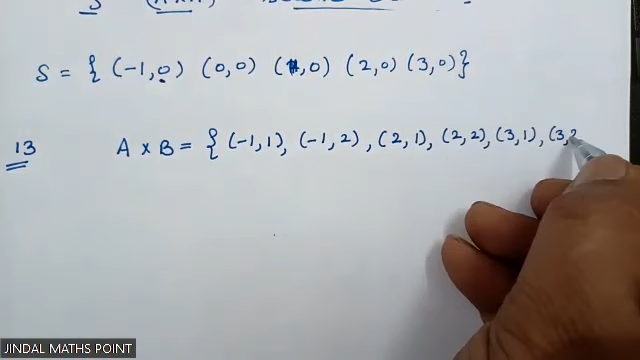 S = { (-1,0) (0,0) (1,0) (2,0) (3,0)}
13 A × B = { (-1,1), (-1,2), (2,1), (2,2), (3,1), (3,
JINDAL MATHS POINT